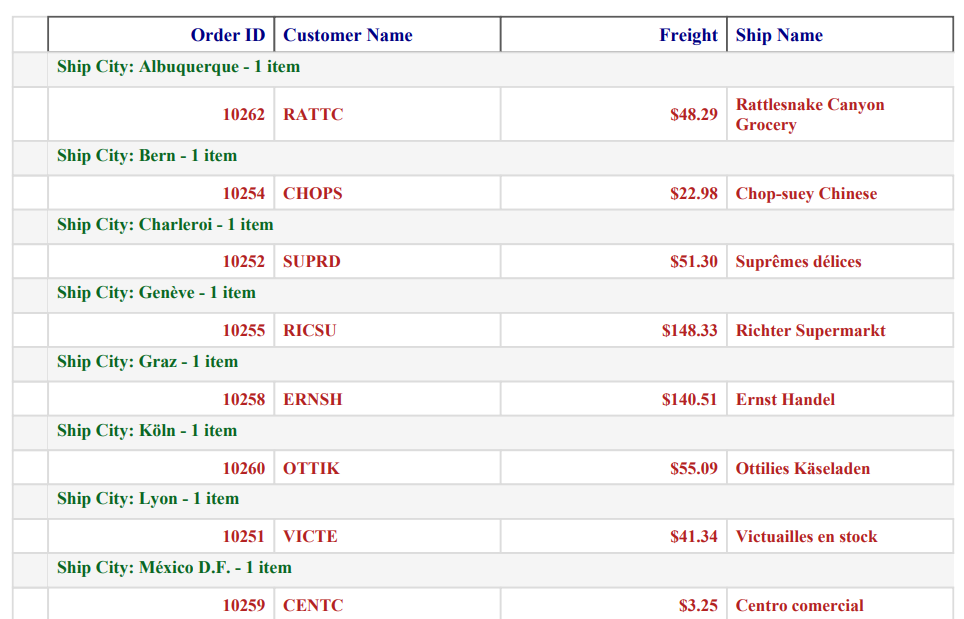 Order ID Customer Name Freight Ship Name
Ship City: Albuquerque - 1 item
10262 RATTC $48.29 Rattlesnake Canyon
Grocery
Ship City: Bern - 1 item
10254 CHOPS $22.98 Chop-suey Chinese
Ship City: Charleroi - 1 item
10252 SUPRD $51.30 Suprêmes délices
Ship City: Genève - 1 item
10255 RICSU $148.33 Richter Supermarkt
Ship City: Graz - 1 item
10258 ERNSH $140.51 Ernst Handel
Ship City: Köln - 1 item
10260 OTTIK $55.09 Ottilies Käseladen
Ship City: Lyon - 1 item
10251 VICTE $41.34 Victuailles en stock
Ship City: México D.F. - 1 item
10259 CENTC $3.25 Centro comercial